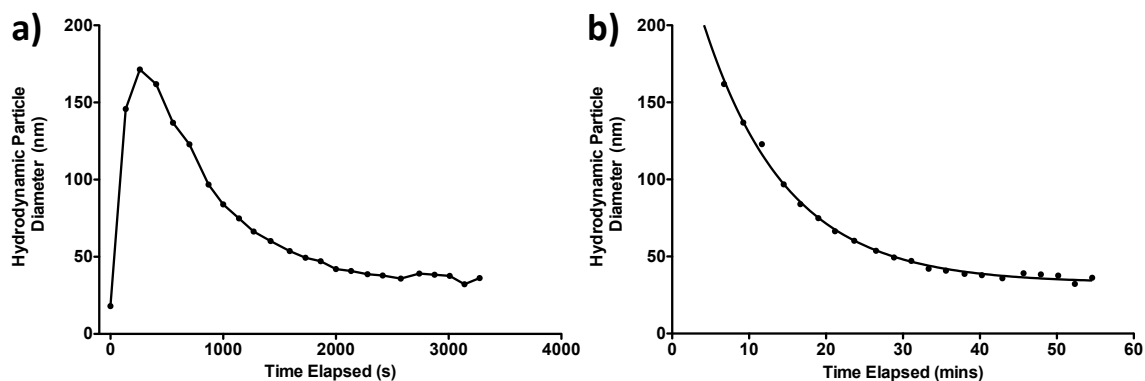 a)
Hydrodynamic Particle
Diameter (nm)
200
150
100
50
0
0 1000 2000 3000 4000
Time Elapsed (s)
b)
Hydrodynamic Particle
Diameter (nm)
200
150
100
50
0
0 10 20 30 40 50 60
Time Elapsed (mins)